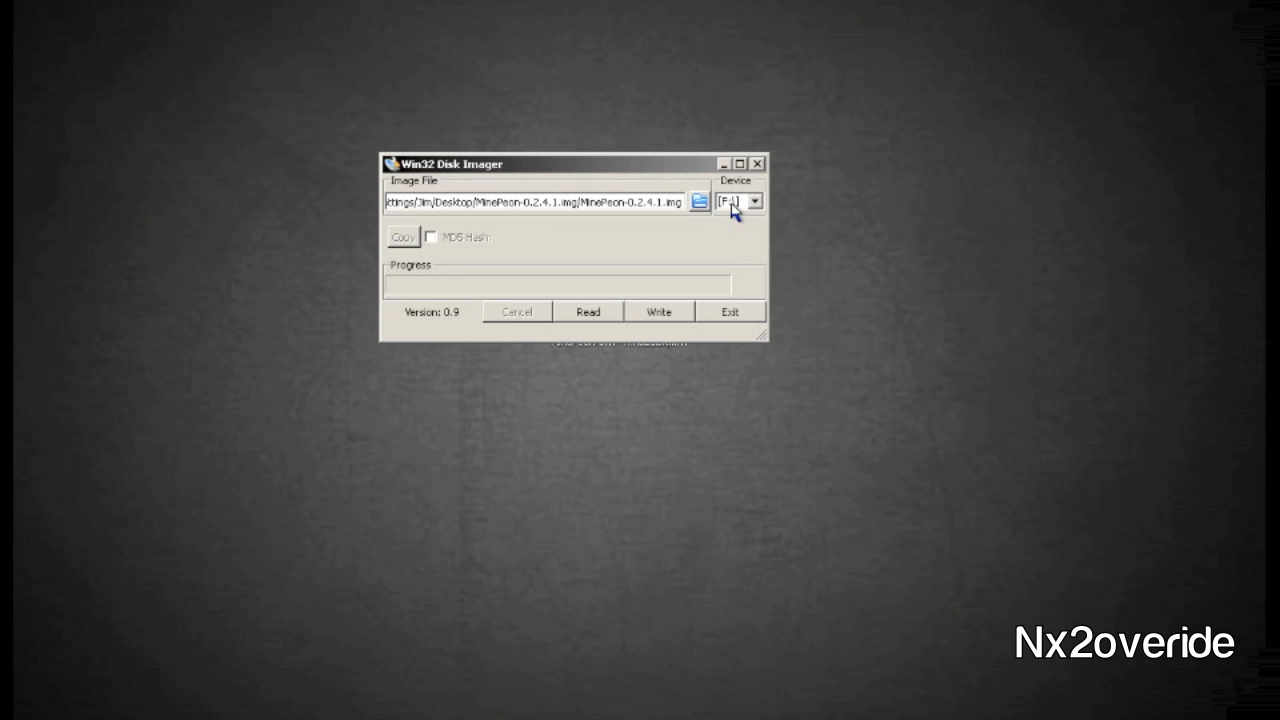 Win32 Disk Imager
Image File
Device
ttings/Jim/Desktop/MinePeon-0.2.4.1.img/MinePeon-0.2.4.1.img
[F:\]
Copy
MD5 Hash:
Progress
Version: 0.9
Cancel
Read
Write
Exit
Nx2overide